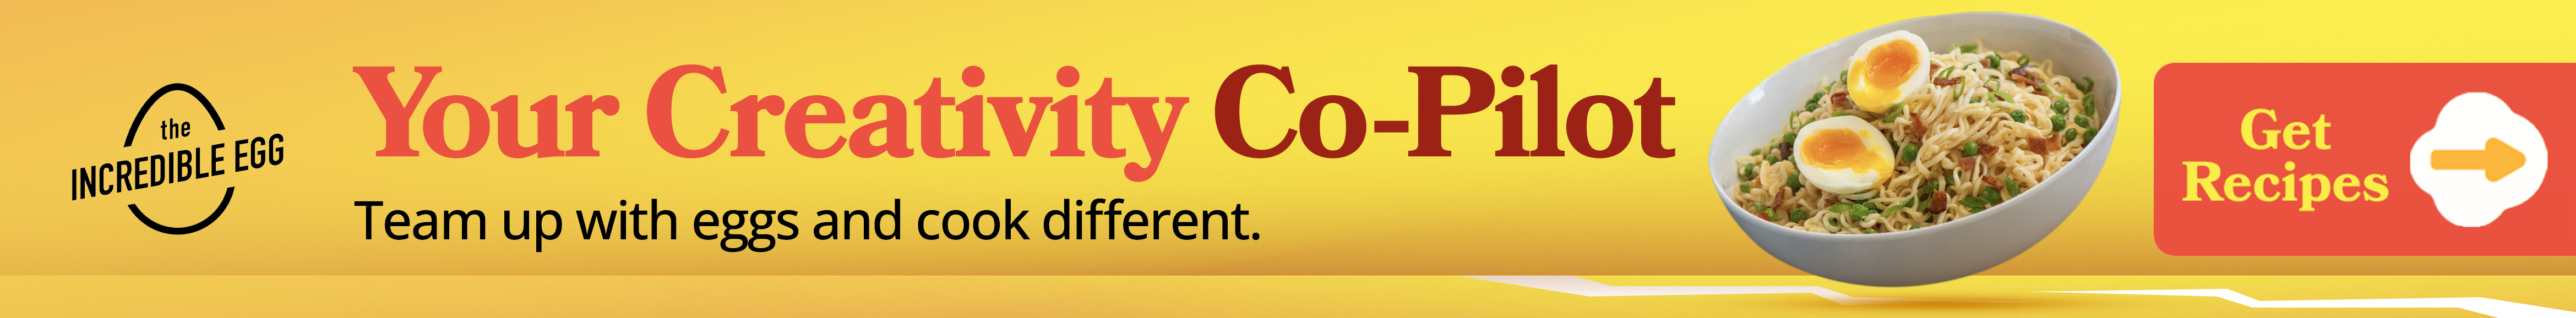 the
INCREDIBLE EGG
Your Creativity Co-Pilot
Team up with eggs and cook different.
Get
Recipes